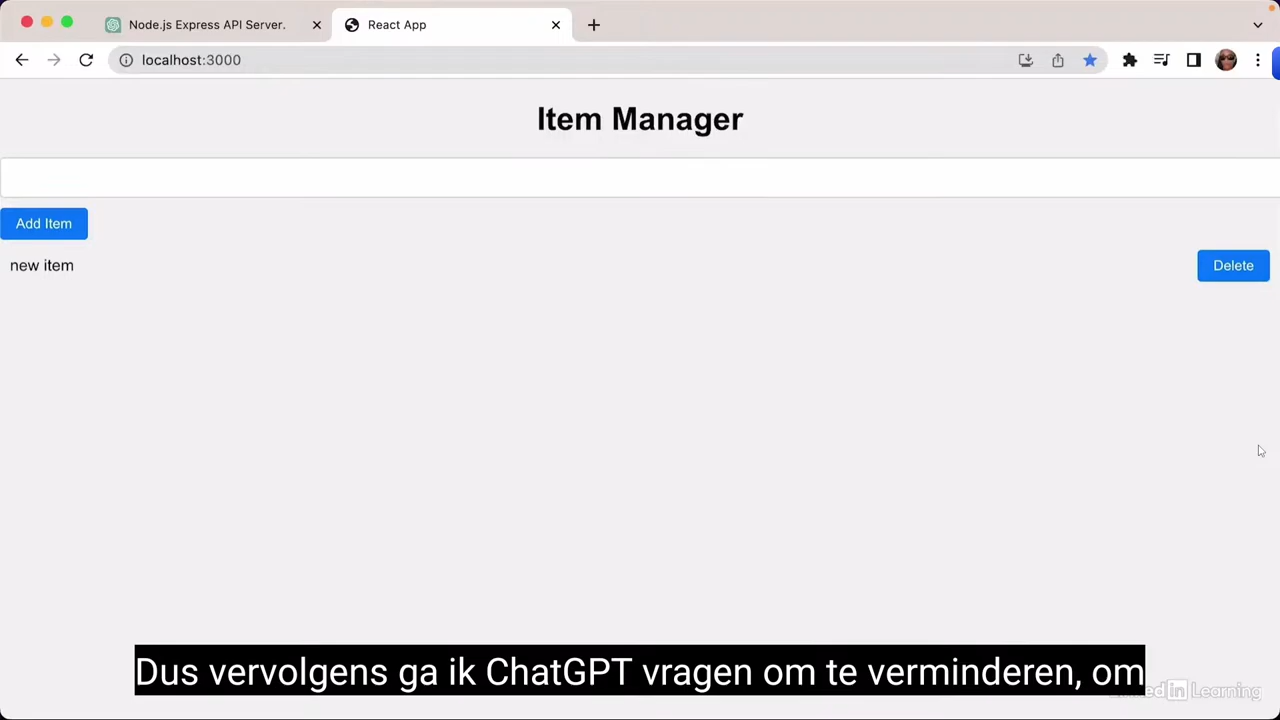 Node.js Express API Server.
React App
localhost:3000
Item Manager
Add Item
new item
Delete
Dus vervolgens ga ik ChatGPT vragen om te verminderen, om
in Learning